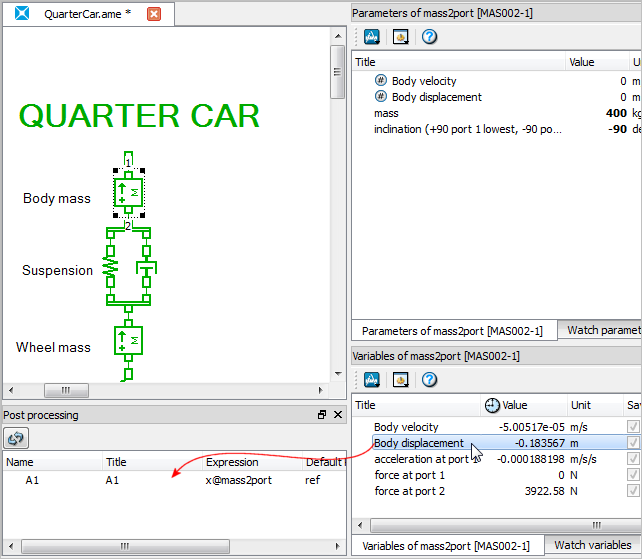 QuarterCar.ame *
QUARTER CAR
1
Body mass
M
2
Suspension
Wheel mass
M
Post processing
Name Title Expression Default
A1 A1 x@mass2port ref
Parameters of mass2port [MAS002-1]
Title Value
# Body velocity 0 m
# Body displacement 0 m
mass 400 kg
inclination (+90 port 1 lowest, -90 po... -90 de
Parameters of mass2port [MAS002-1] Watch paramet
Variables of mass2port [MAS002-1]
Title Value Unit Sa
Body velocity -5.00517e-05 m/s
Body displacement -0.183567 m
acceleration at port -0.000188198 m/s/s
force at port 1 0 N
force at port 2 3922.58 N
Variables of mass2port [MAS002-1] Watch variables